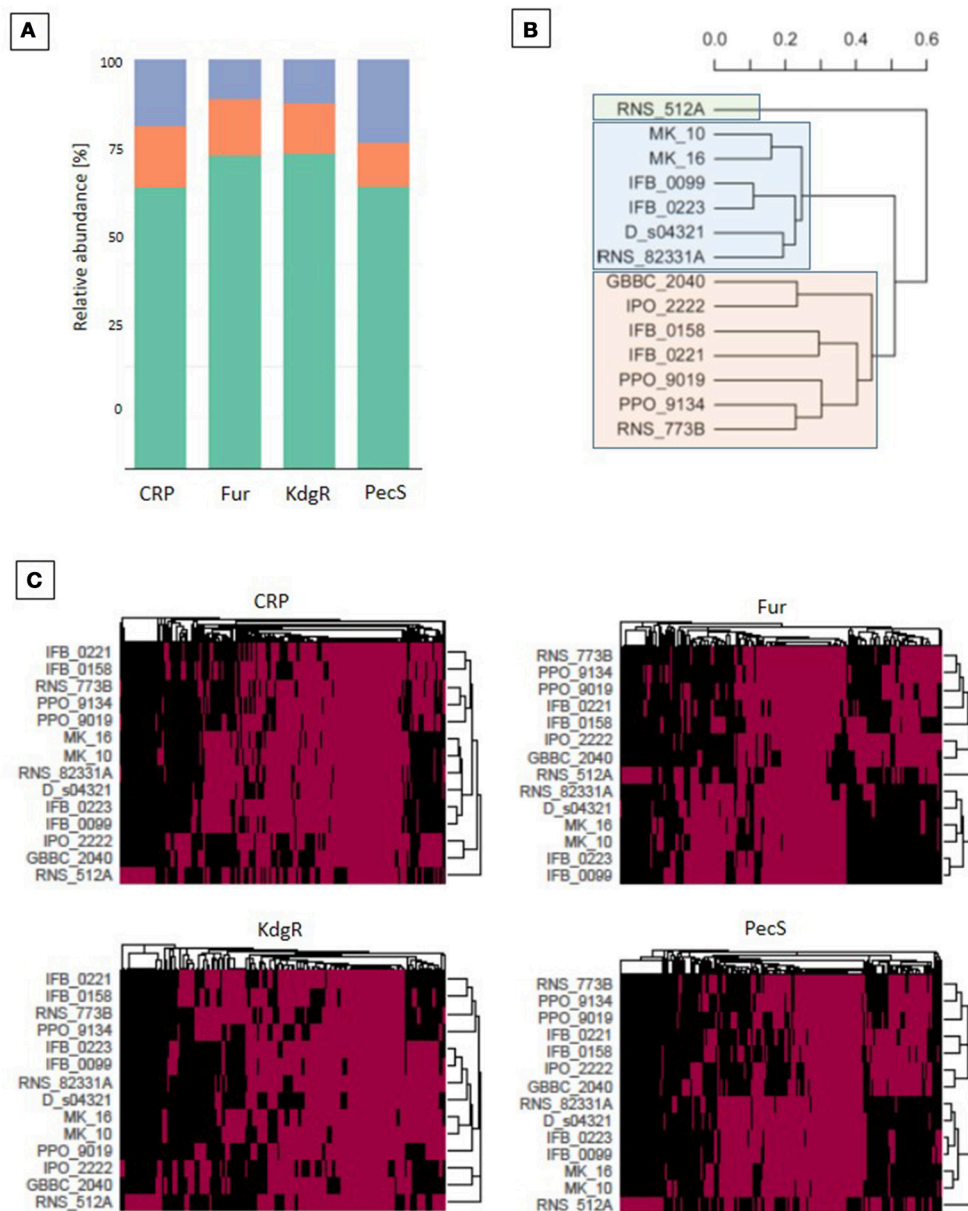 A
100
75
50
25
0
Relative abundance [%]
CRP Fur KdgR PecS
B
0.0 0.2 0.4 0.6
RNS_512A
MK_10
MK_16
IFB_0099
IFB_0223
D_s04321
RNS_82331A
GBBC_2040
IPO_2222
IFB_0158
IFB_0221
PPO_9019
PPO_9134
RNS_773B
C
CRP
IFB_0221
IFB_0158
RNS_773B
PPO_9134
PPO_9019
MK_16
MK_10
RNS_82331A
D_s04321
IFB_0223
IFB_0099
IPO_2222
GBBC_2040
RNS_512A
Fur
RNS_773B
PPO_9134
PPO_9019
IFB_0221
IFB_0158
IPO_2222
GBBC_2040
RNS_512A
RNS_82331A
D_s04321
MK_16
MK_10
IFB_0223
IFB_0099
KdgR
IFB_0221
IFB_0158
RNS_773B
PPO_9134
IFB_0223
IFB_0099
RNS_82331A
D_s04321
MK_16
MK_10
PPO_9019
IPO_2222
GBBC_2040
RNS_512A
PecS
RNS_773B
PPO_9134
PPO_9019
IFB_0221
IFB_0158
IPO_2222
GBBC_2040
RNS_82331A
D_s04321
IFB_0223
IFB_0099
MK_16
MK_10
RNS_512A